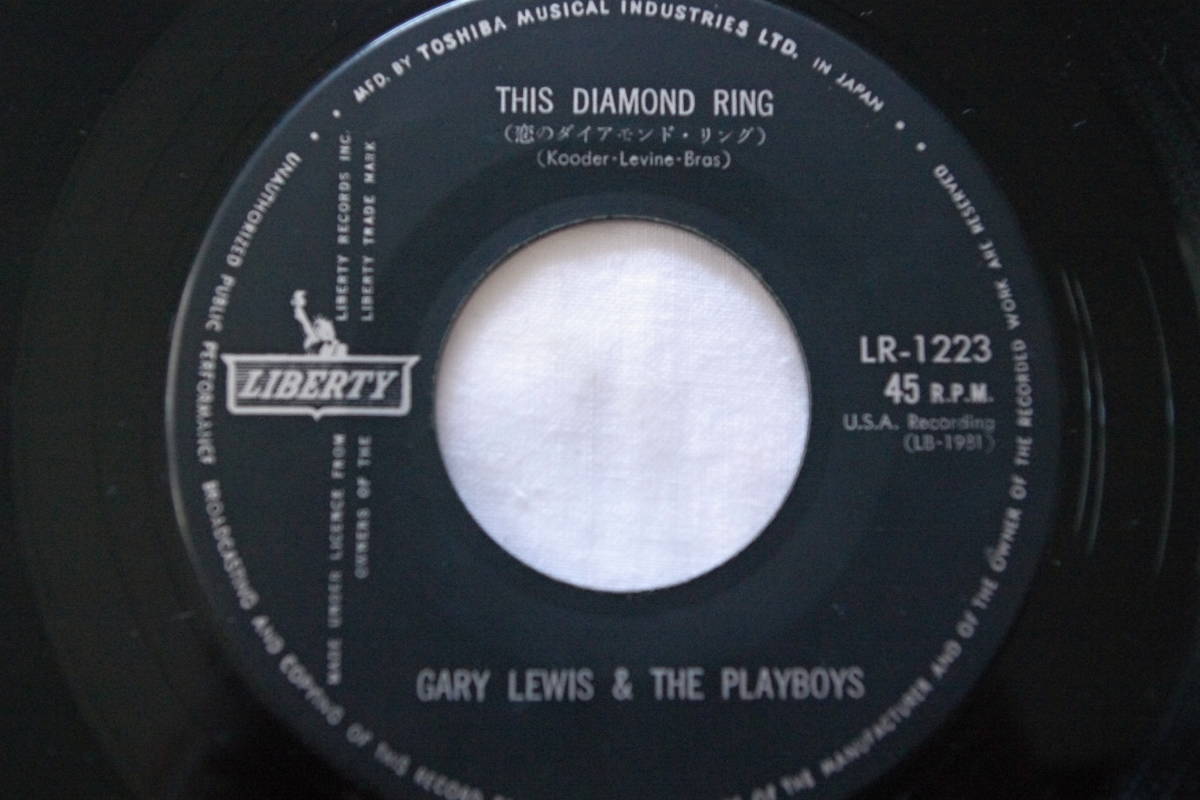 MFD. BY TOSHIBA MUSICAL INDUSTRIES LTD. IN JAPAN
THIS DIAMOND RING
(恋のダイアモンド・リング)
(Kooder-Levine-Bras)
LIBERTY RECORDS INC.
LIBERTY TRADE MARK
LIBERTY
MADE UNDER LICENCE FROM
OWNERS OF THE
LR-1223
45 R.P.M.
U.S.A. Recording
(LB-1981)
GARY LEWIS & THE PLAYBOYS
UNAUTHORIZED PUBLIC PERFORMANCE BROADCASTING AND COPYING OF THIS RECORD
OF THE MANUFACTURER AND OF THE OWNER OF THE RECORDED WORK ARE RESERVED